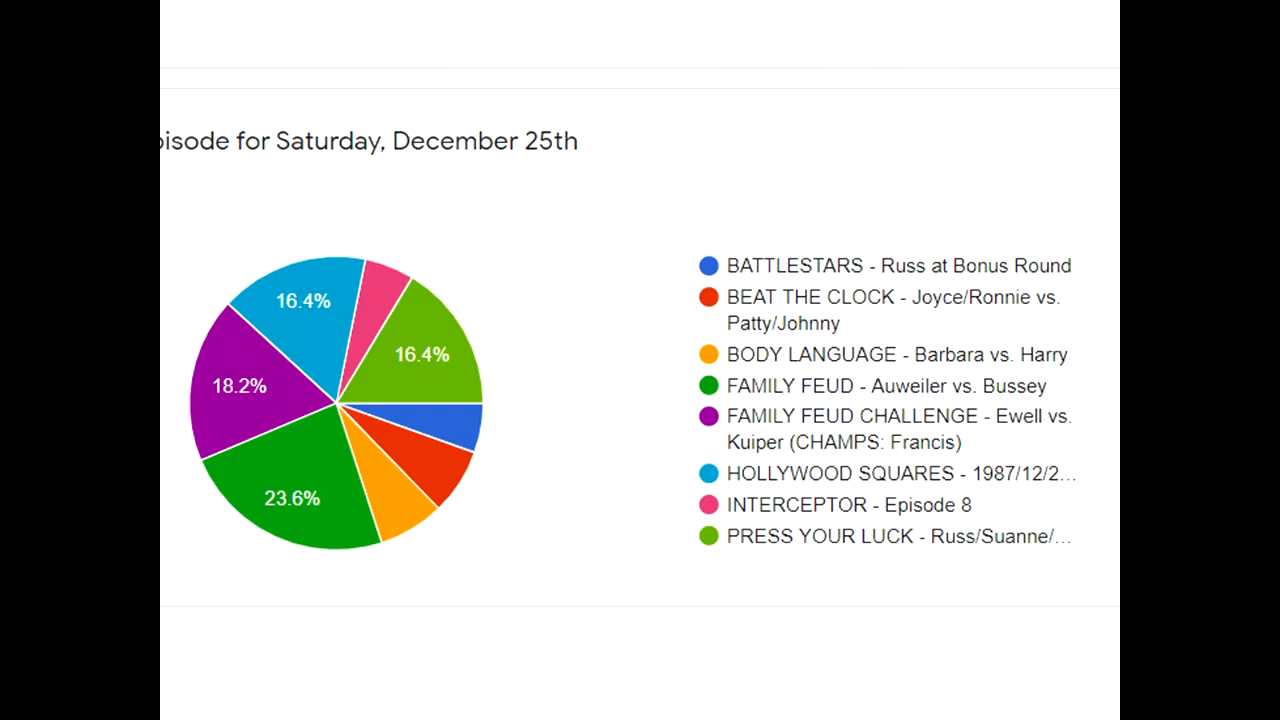 isode for Saturday, December 25th
16.4%
16.4%
18.2%
23.6%
BATTLESTARS - Russ at Bonus Round
BEAT THE CLOCK - Joyce/Ronnie vs.
Patty/Johnny
BODY LANGUAGE - Barbara vs. Harry
FAMILY FEUD - Auweiler vs. Bussey
FAMILY FEUD CHALLENGE - Ewell vs.
Kuiper (CHAMPS: Francis)
HOLLYWOOD SQUARES - 1987/12/2...
INTERCEPTOR - Episode 8
PRESS YOUR LUCK - Russ/Suanne/...